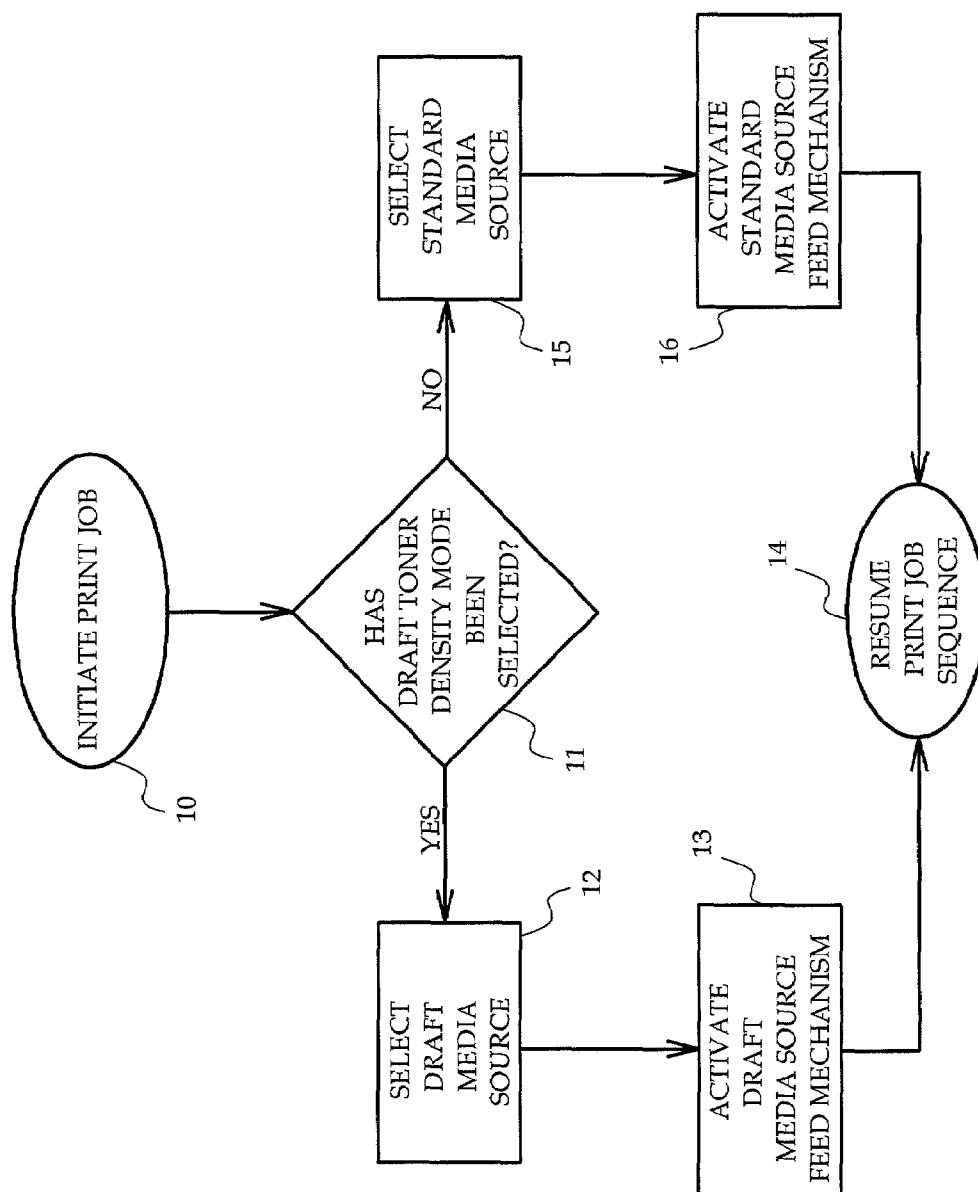 INITIATE PRINT JOB
10
HAS
DRAFT TONER
DENSITY MODE
BEEN
SELECTED?
11
YES
NO
SELECT
DRAFT
MEDIA
SOURCE
12
ACTIVATE
DRAFT
MEDIA SOURCE
FEED MECHANISM
13
SELECT
STANDARD
MEDIA
SOURCE
15
ACTIVATE
STANDARD
MEDIA SOURCE
FEED MECHANISM
16
RESUME
PRINT JOB
SEQUENCE
14